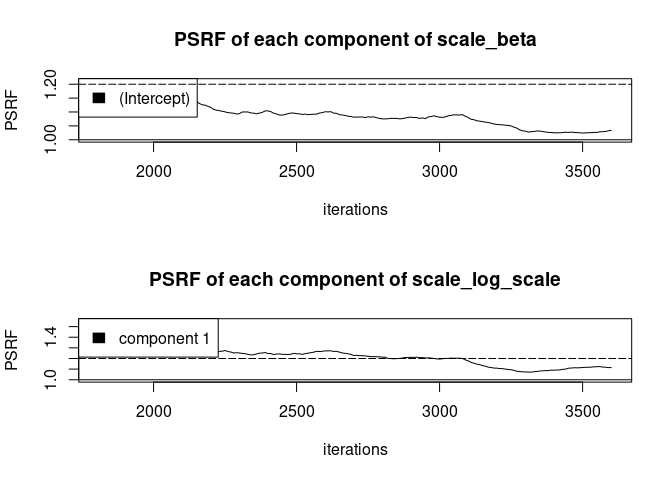 PSRF of each component of scale_beta
PSRF
1.20
1.00
(Intercept)
2000 2500 3000 3500
iterations
PSRF of each component of scale_log_scale
PSRF
1.4
1.0
component 1
2000 2500 3000 3500
iterations